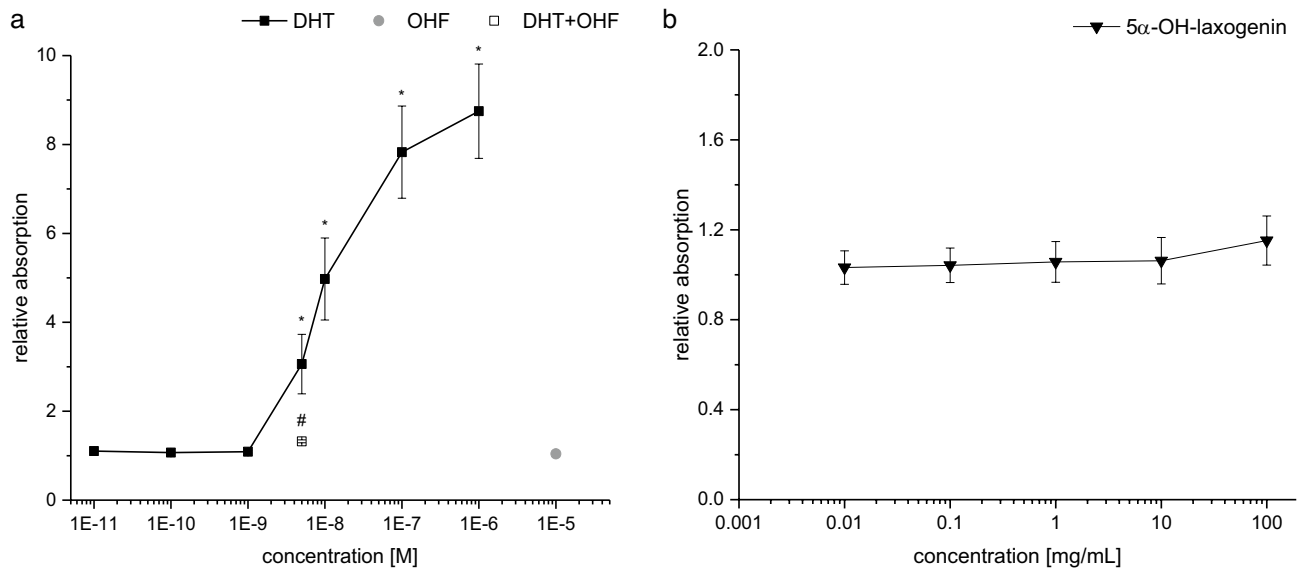 a
DHT OHF DHT+OHF
10
8
6
4
2
0
relative absorption
* * * * #
1E-11 1E-10 1E-9 1E-8 1E-7 1E-6 1E-5
concentration [M]
b
5α-OH-laxogenin
2.0
1.6
1.2
0.8
0.4
0.0
relative absorption
0.001 0.01 0.1 1 10 100
concentration [mg/mL]